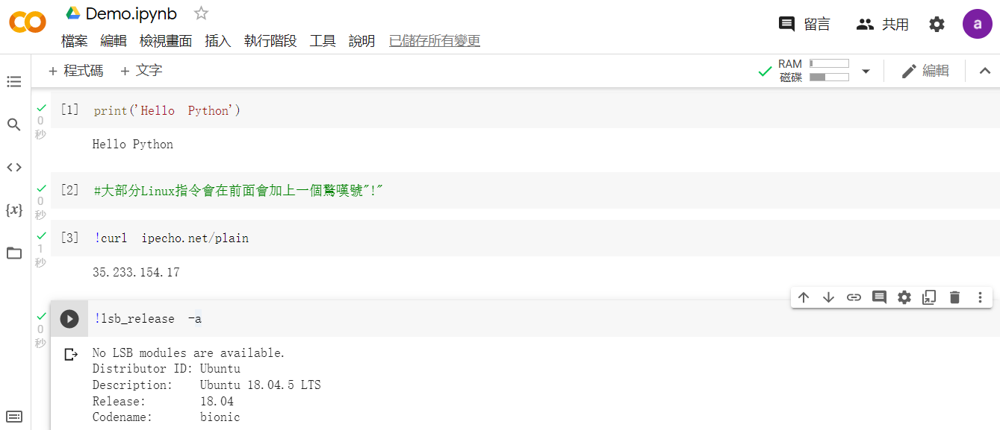 Demo.ipynb
檔案 編輯 檢視畫面 插入 執行階段 工具 說明 已儲存所有變更
留言 共用 a
+ 程式碼 + 文字
RAM
磁碟
編輯
[1] print('Hello  Python')
0
秒
Hello Python
[2] #大部分Linux指令會在前面會加上一個驚嘆號"!"
0
秒
[3] !curl  ipecho.net/plain
1
秒
35.233.154.17
!lsb_release  -a
0
秒
No LSB modules are available.
Distributor ID: Ubuntu
Description:    Ubuntu 18.04.5 LTS
Release:        18.04
Codename:       bionic
{x}